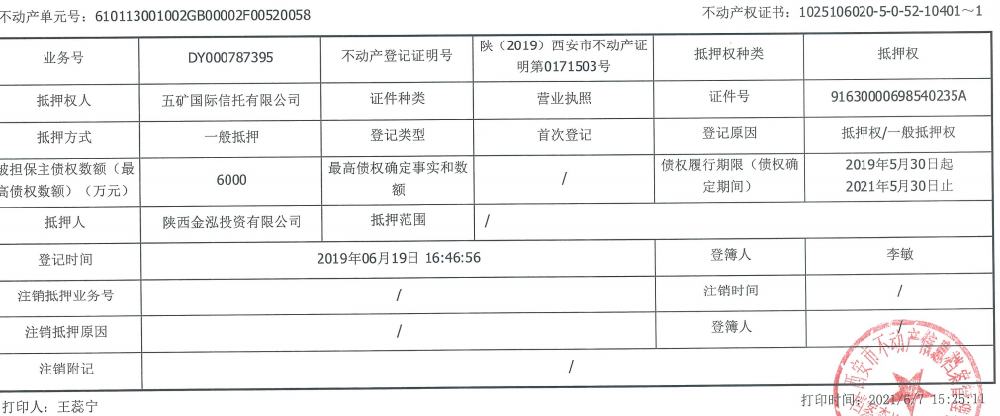 不动产单元号：610113001002GB00002F00520058
不动产权证书：1025106020-5-0-52-10401～1
业务号 DY000787395 不动产登记证明号 陕（2019）西安市不动产证明第0171503号 抵押权种类 抵押权
抵押权人 五矿国际信托有限公司 证件种类 营业执照 证件号 91630000698540235A
抵押方式 一般抵押 登记类型 首次登记 登记原因 抵押权/一般抵押权
被担保主债权数额（最高债权数额）（万元） 6000 最高债权确定事实和数额 / 债权履行期限（债权确定期间） 2019年5月30日起
2021年5月30日止
抵押人 陕西金泓投资有限公司 抵押范围 /
登记时间 2019年06月19日 16:46:56 登簿人 李敏
注销抵押业务号 / 注销时间 /
注销抵押原因 / 登簿人 /
注销附记 /
打印人：王蕊宁
打印时间：2021/6/7 15:25:11
西安市不动产信息档案管理